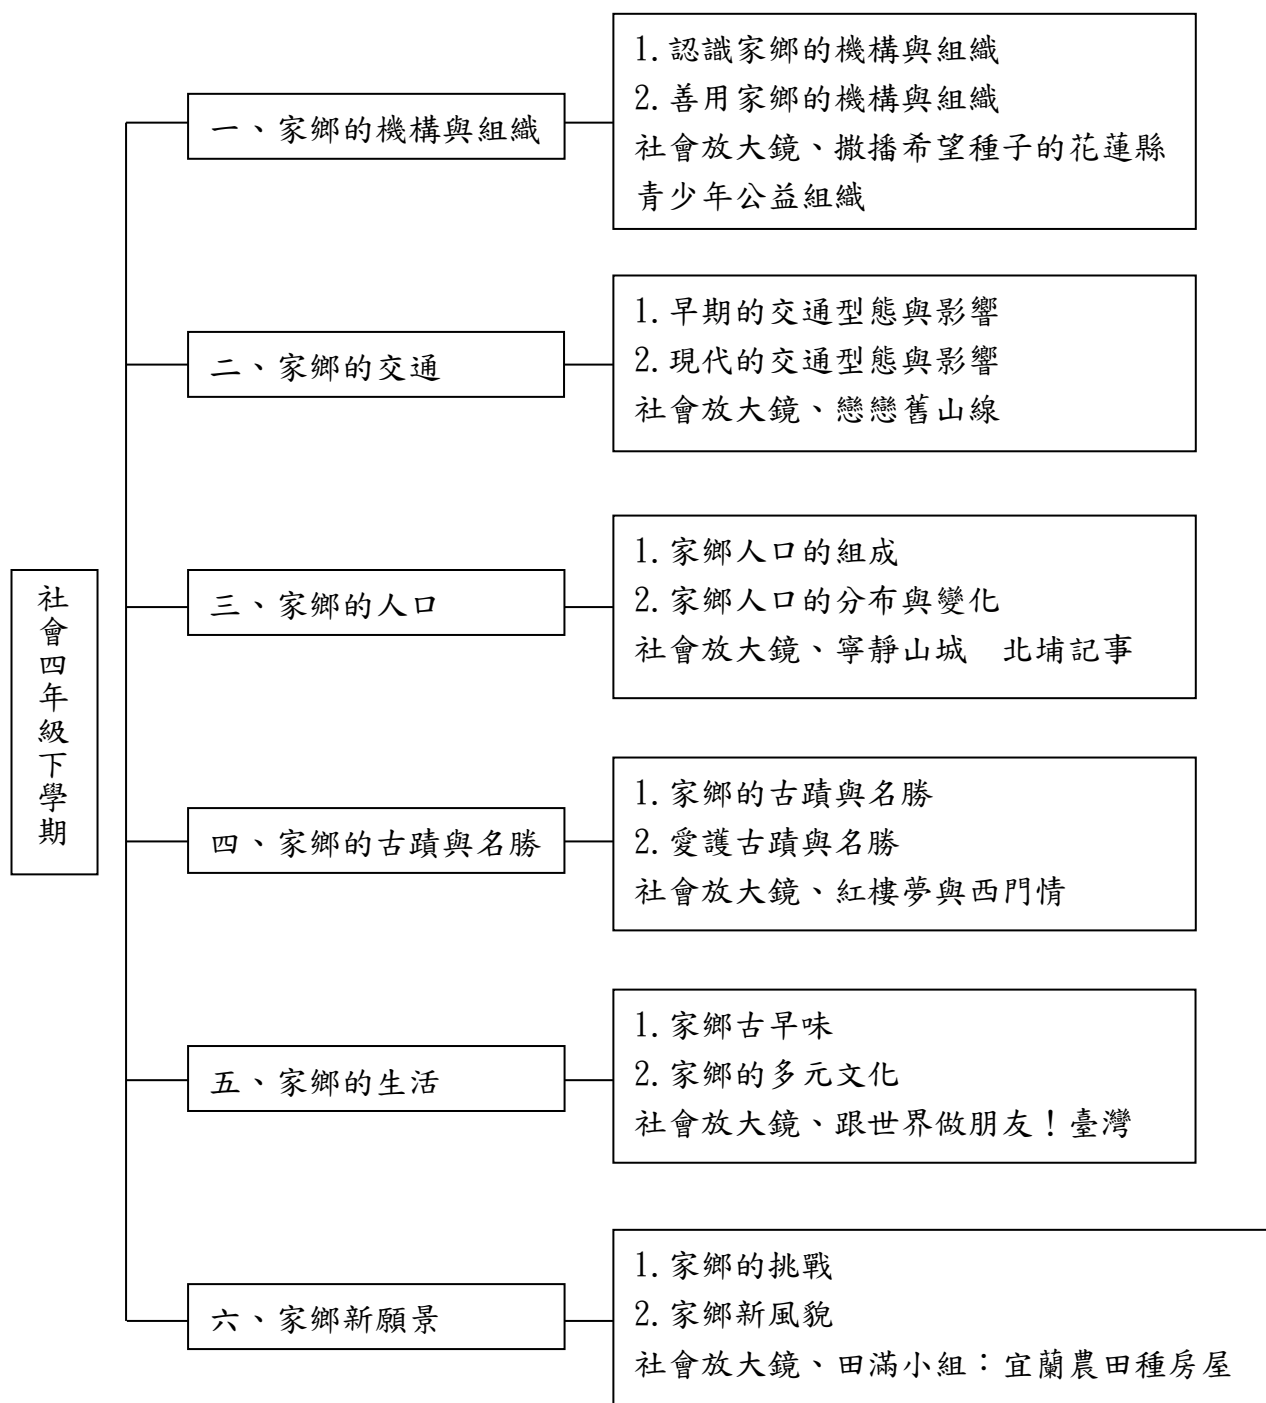 社會四年級下學期
一、家鄉的機構與組織
1.認識家鄉的機構與組織
2.善用家鄉的機構與組織
社會放大鏡、撒播希望種子的花蓮縣
青少年公益組織
二、家鄉的交通
1.早期的交通型態與影響
2.現代的交通型態與影響
社會放大鏡、戀戀舊山線
三、家鄉的人口
1.家鄉人口的組成
2.家鄉人口的分布與變化
社會放大鏡、寧靜山城　北埔記事
四、家鄉的古蹟與名勝
1.家鄉的古蹟與名勝
2.愛護古蹟與名勝
社會放大鏡、紅樓夢與西門情
五、家鄉的生活
1.家鄉古早味
2.家鄉的多元文化
社會放大鏡、跟世界做朋友！臺灣
六、家鄉新願景
1.家鄉的挑戰
2.家鄉新風貌
社會放大鏡、田滿小組：宜蘭農田種房屋